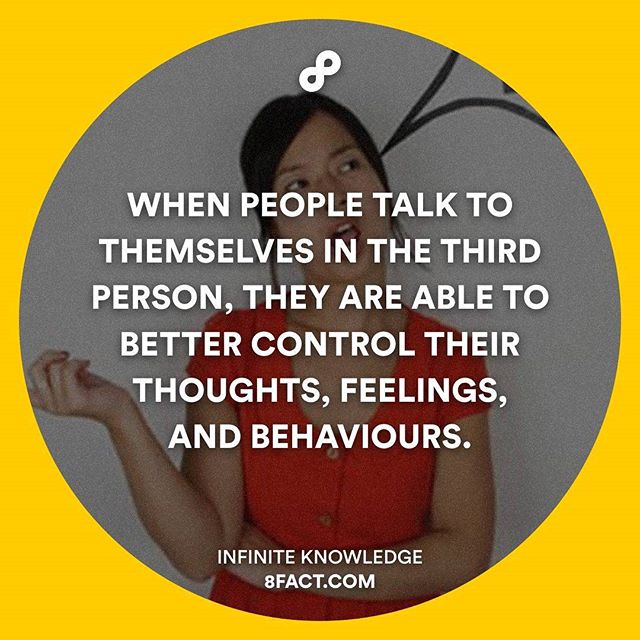 WHEN PEOPLE TALK TO
THEMSELVES IN THE THIRD
PERSON, THEY ARE ABLE TO
BETTER CONTROL THEIR
THOUGHTS, FEELINGS,
AND BEHAVIOURS.
INFINITE KNOWLEDGE
8FACT.COM